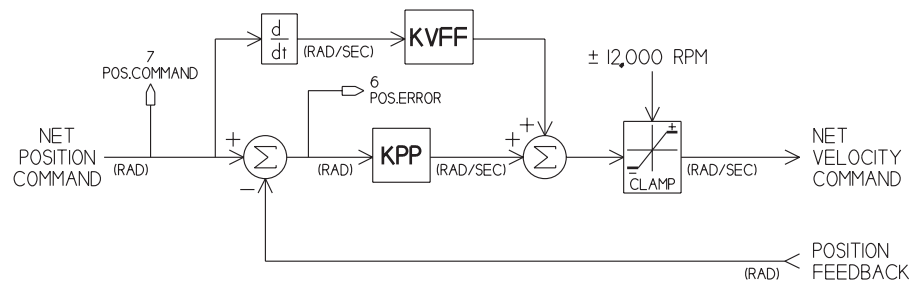 d
dt
(RAD/SEC)
KVFF
± 12,000 RPM
7
POS.COMMAND
6
POS.ERROR
+
+
NET
POSITION
COMMAND
(RAD)
+
Σ
−
(RAD)
KPP
(RAD/SEC)
+
Σ
−
CLAMP
(RAD/SEC)
NET
VELOCITY
COMMAND
(RAD)
POSITION
FEEDBACK